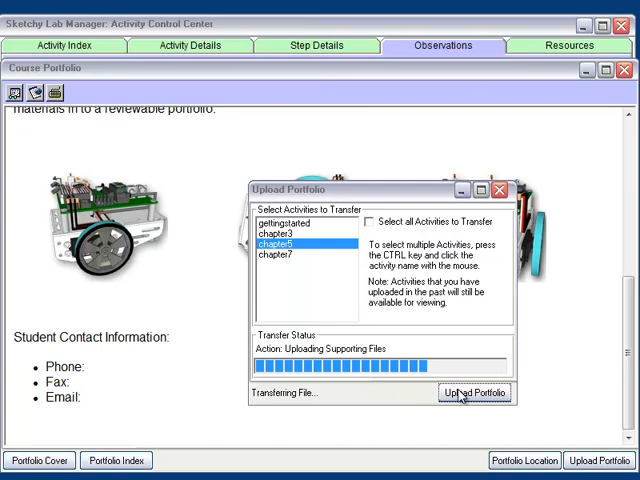 Sketchy Lab Manager: Activity Control Center
Activity Index
Activity Details
Step Details
Observations
Resources
Course Portfolio
materials in to a reviewable portfolio.
Upload Portfolio
Select Activities to Transfer
gettingstarted
chapter3
chapter5
chapter7
Select all Activities to Transfer
To select multiple Activities, press
the CTRL key and click the
activity name with the mouse.
Note: Activities that you have
uploaded in the past will still be
available for viewing.
Transfer Status
Action: Uploading Supporting Files
Transferring File...
Upload Portfolio
Student Contact Information:
Phone:
Fax:
Email:
Portfolio Cover
Portfolio Index
Portfolio Location
Upload Portfolio